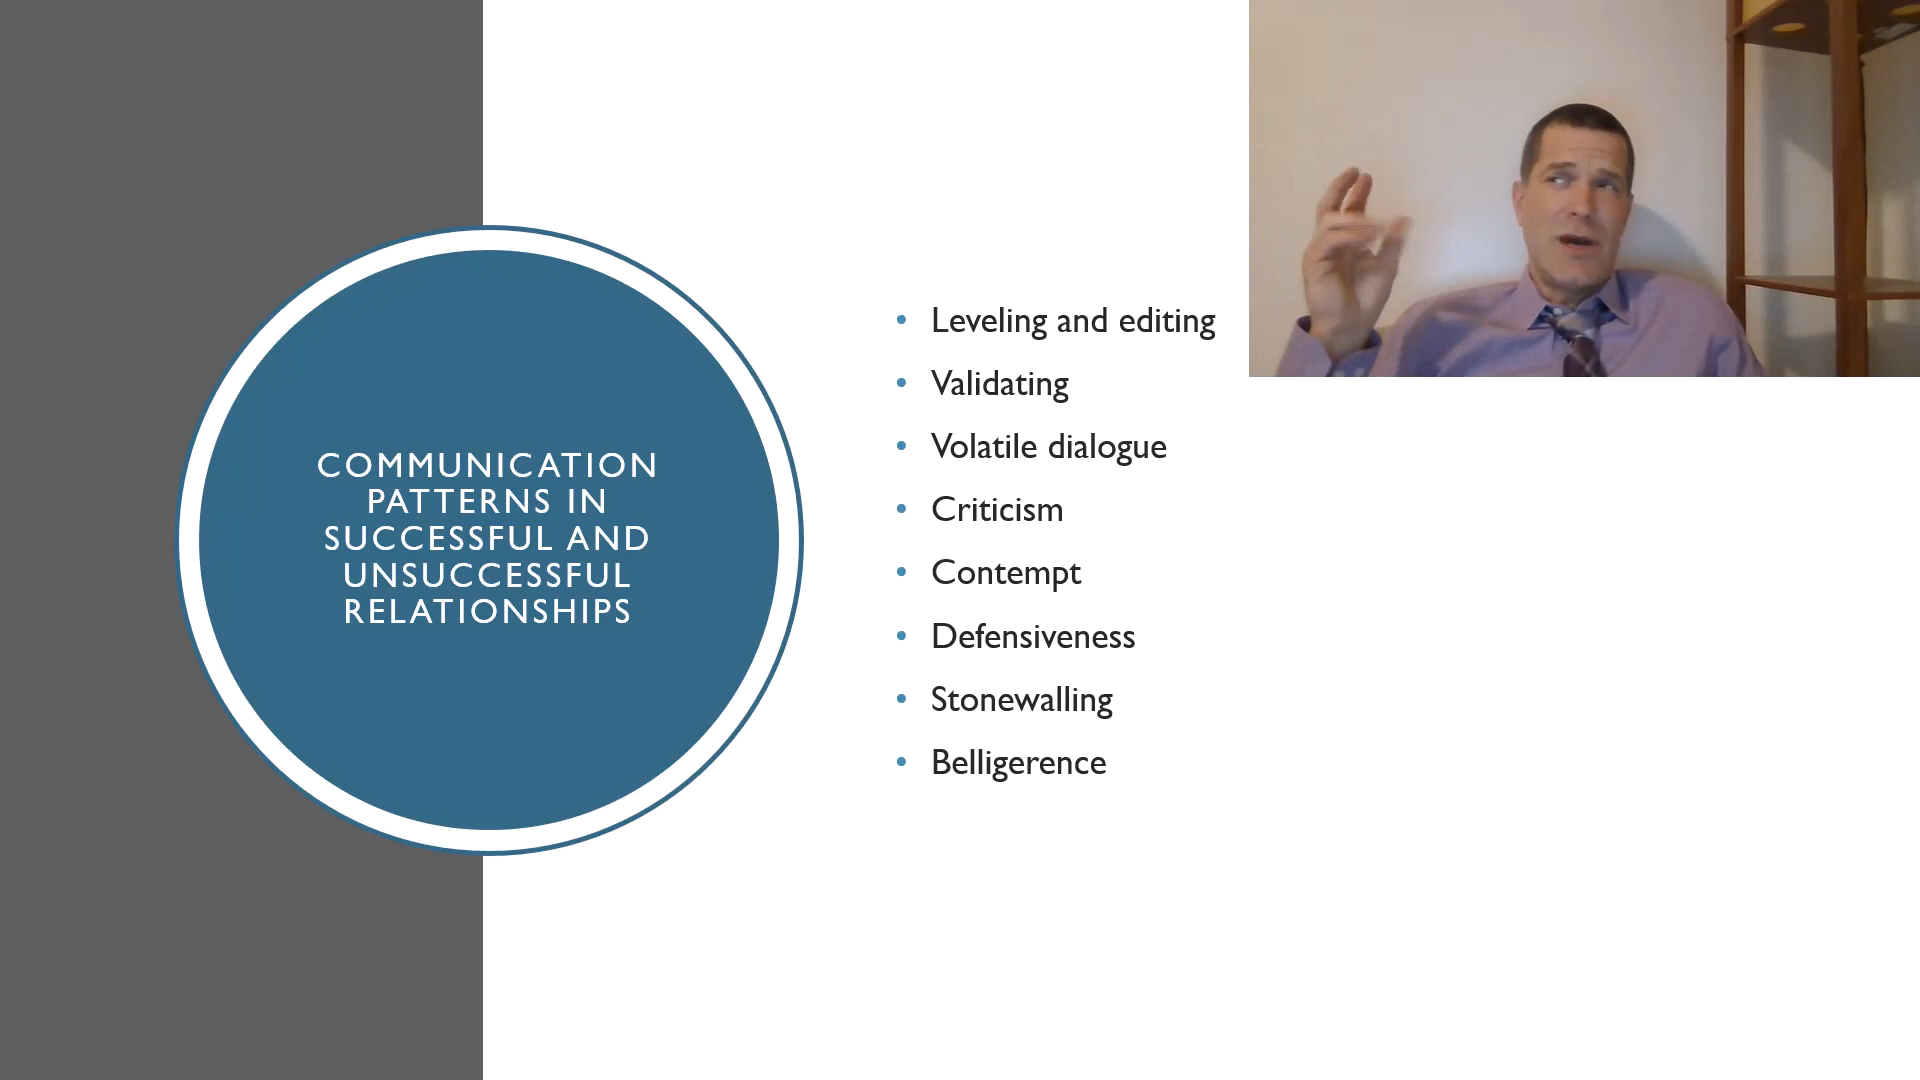 COMMUNICATION
PATTERNS IN
SUCCESSFUL AND
UNSUCCESSFUL
RELATIONSHIPS
• Leveling and editing
• Validating
• Volatile dialogue
• Criticism
• Contempt
• Defensiveness
• Stonewalling
• Belligerence